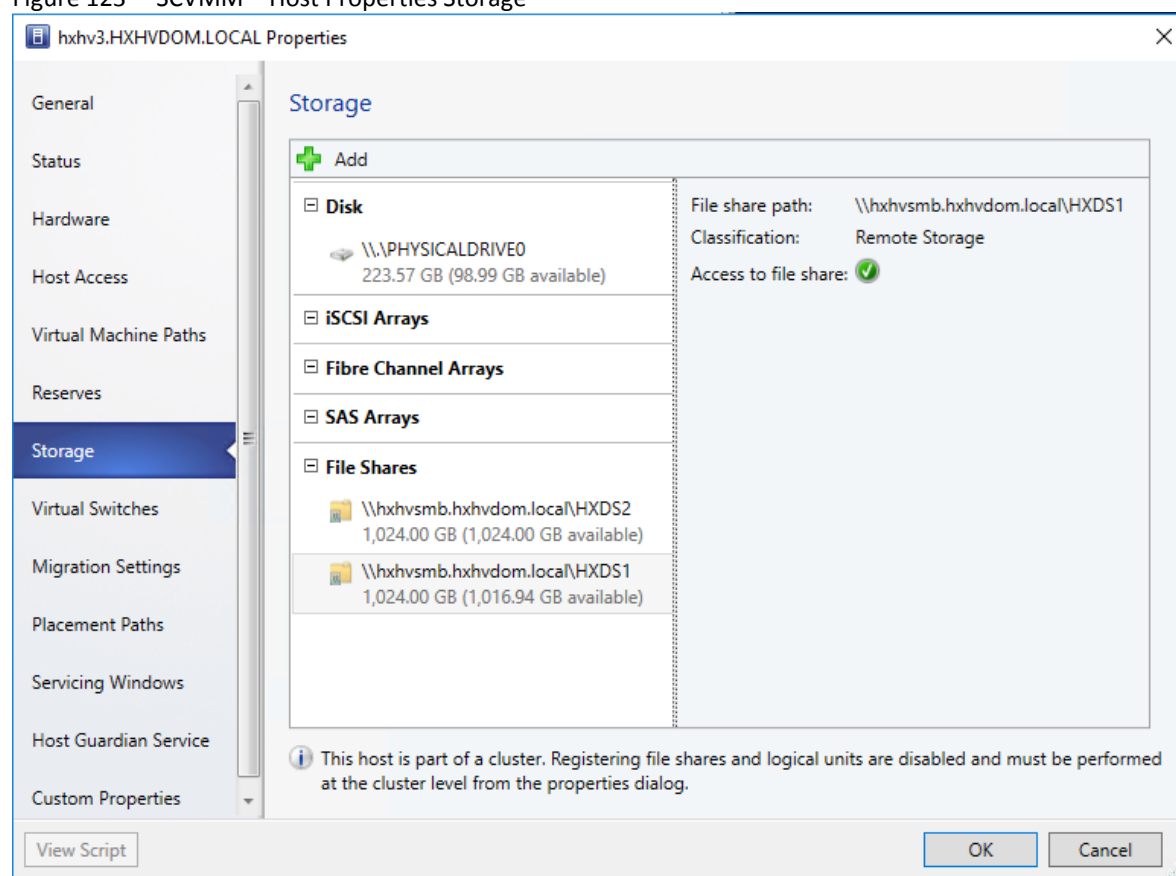 Figure 123 SCVMM – Host Properties Storage
hxhv3.HXHVDOM.LOCAL Properties
General
Status
Hardware
Host Access
Virtual Machine Paths
Reserves
Storage
Virtual Switches
Migration Settings
Placement Paths
Servicing Windows
Host Guardian Service
Custom Properties
Storage
Add
Disk
\\.\PHYSICALDRIVE0
223.57 GB (98.99 GB available)
iSCSI Arrays
Fibre Channel Arrays
SAS Arrays
File Shares
\\hxhvsmb.hxhvdom.local\HXDS2
1,024.00 GB (1,024.00 GB available)
\\hxhvsmb.hxhvdom.local\HXDS1
1,024.00 GB (1,016.94 GB available)
File share path: \\hxhvsmb.hxhvdom.local\HXDS1
Classification: Remote Storage
Access to file share:
This host is part of a cluster. Registering file shares and logical units are disabled and must be performed
at the cluster level from the properties dialog.
View Script
OK
Cancel